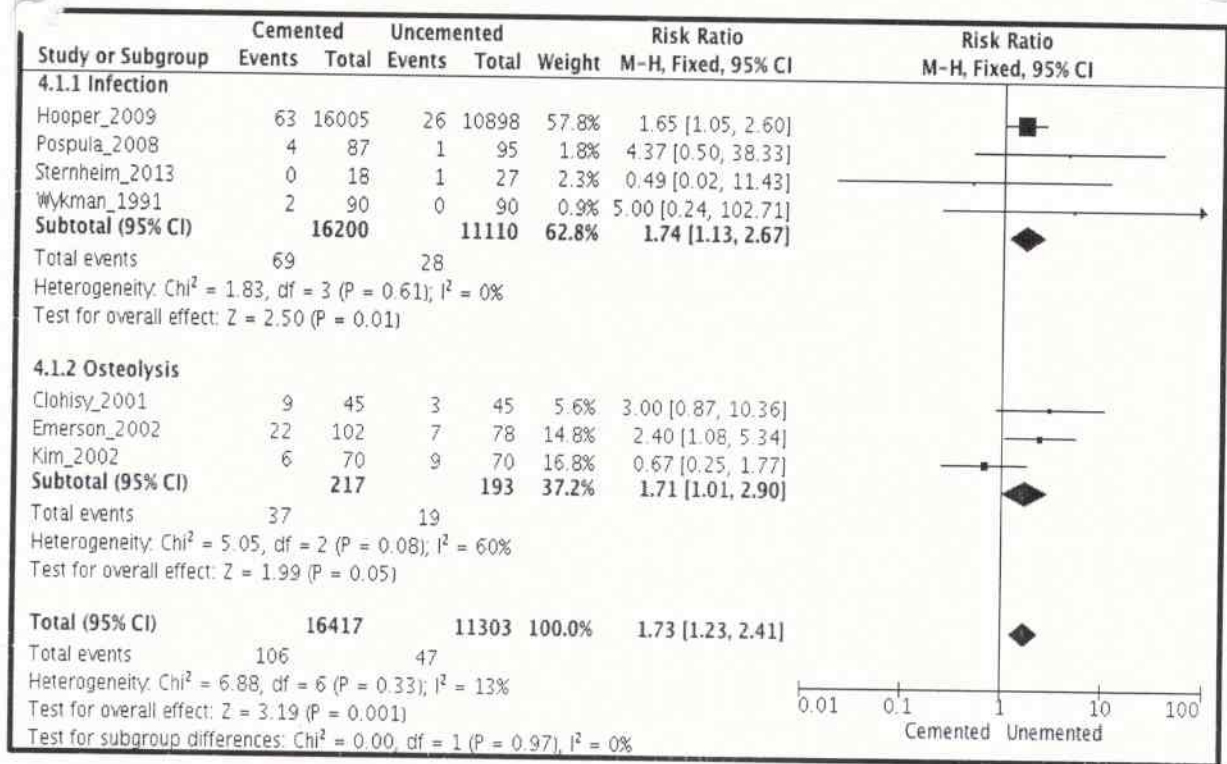 Cemented Uncemented Risk Ratio Risk Ratio
Study or Subgroup Events Total Events Total Weight M-H, Fixed, 95% CI M-H, Fixed, 95% CI
4.1.1 Infection
Hooper_2009 63 16005 26 10898 57.8% 1.65 [1.05, 2.60]
Pospula_2008 4 87 1 95 1.8% 4.37 [0.50, 38.33]
Sternheim_2013 0 18 1 27 2.3% 0.49 [0.02, 11.43]
Wykman_1991 2 90 0 90 0.9% 5.00 [0.24, 102.71]
Subtotal (95% CI) 16200 11110 62.8% 1.74 [1.13, 2.67]
Total events 69 28
Heterogeneity: Chi² = 1.83, df = 3 (P = 0.61); I² = 0%
Test for overall effect: Z = 2.50 (P = 0.01)
4.1.2 Osteolysis
Clohisy_2001 9 45 3 45 5.6% 3.00 [0.87, 10.36]
Emerson_2002 22 102 7 78 14.8% 2.40 [1.08, 5.34]
Kim_2002 6 70 9 70 16.8% 0.67 [0.25, 1.77]
Subtotal (95% CI) 217 193 37.2% 1.71 [1.01, 2.90]
Total events 37 19
Heterogeneity: Chi² = 5.05, df = 2 (P = 0.08); I² = 60%
Test for overall effect: Z = 1.99 (P = 0.05)
Total (95% CI) 16417 11303 100.0% 1.73 [1.23, 2.41]
Total events 106 47
Heterogeneity: Chi² = 6.88, df = 6 (P = 0.33); I² = 13%
Test for overall effect: Z = 3.19 (P = 0.001)
Test for subgroup differences: Chi² = 0.00, df = 1 (P = 0.97), I² = 0%
0.01 0.1 1 10 100
Cemented Unemented